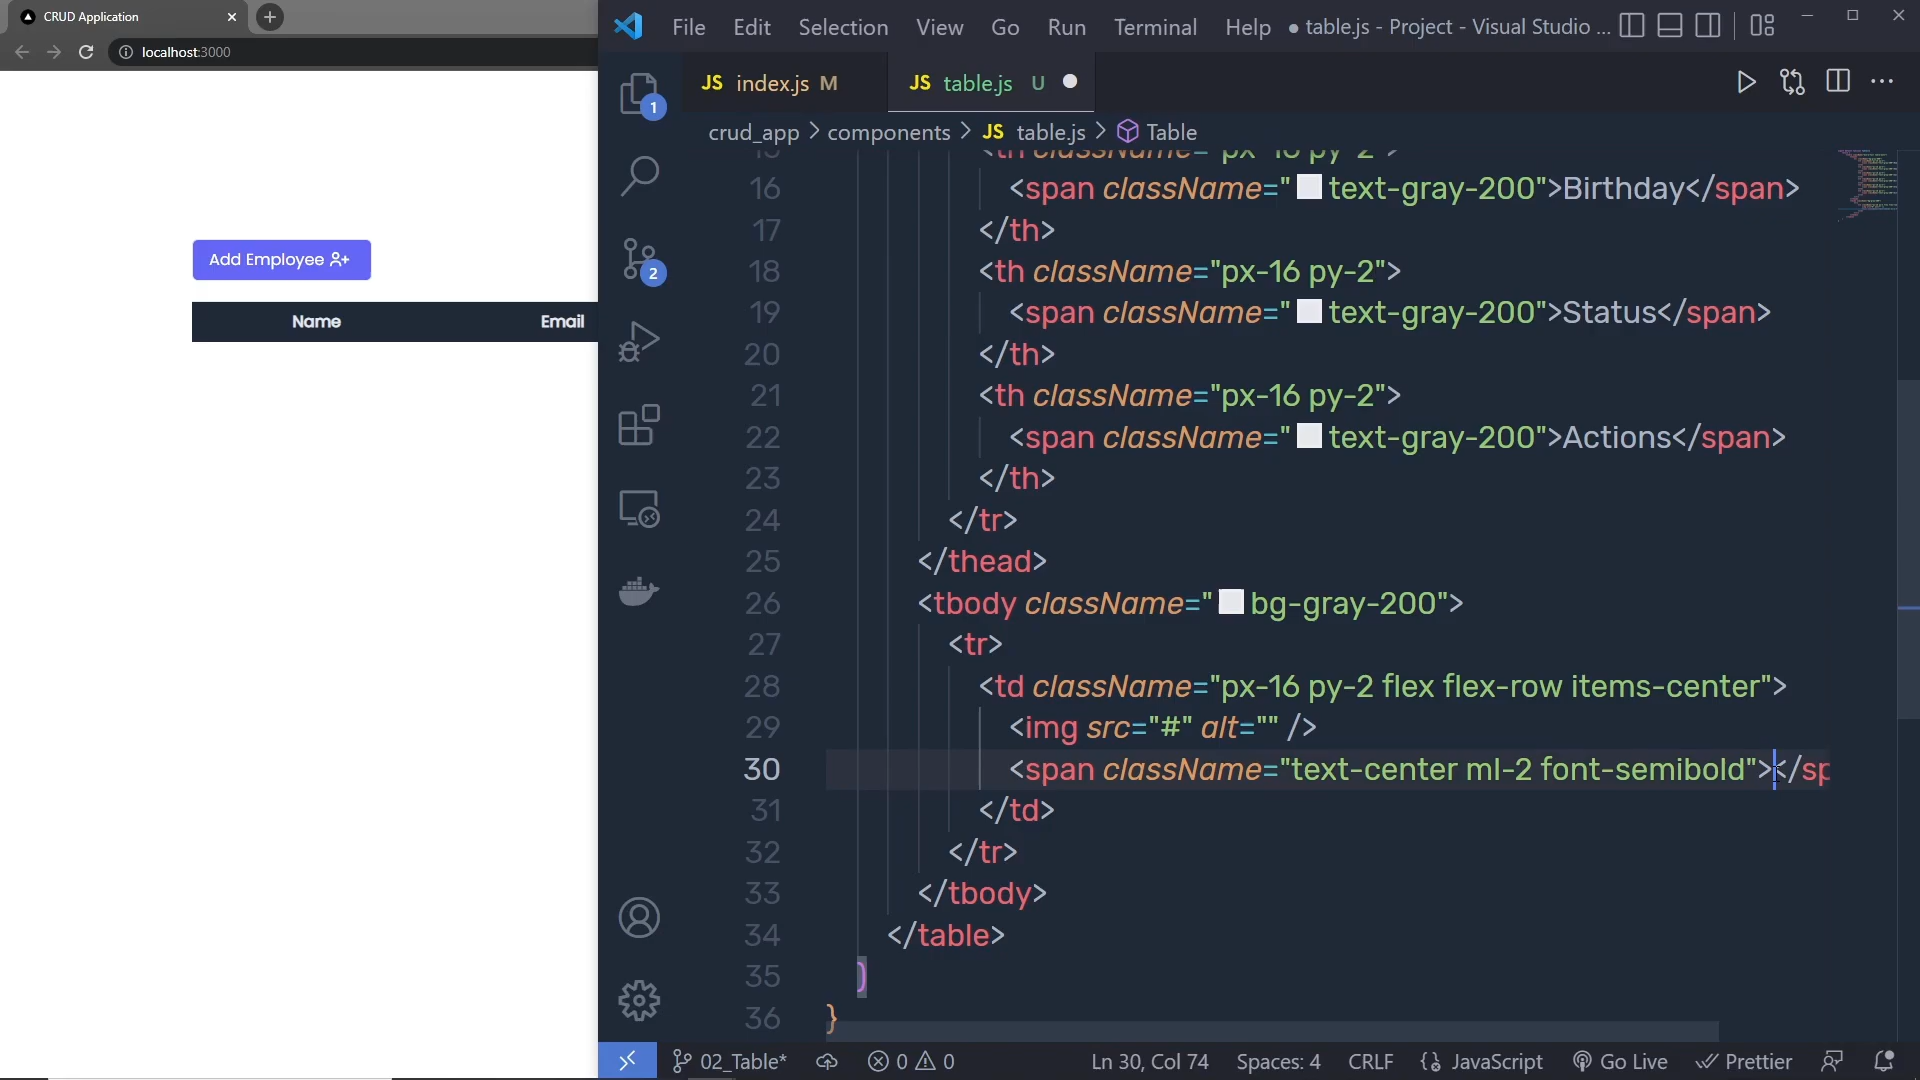 CRUD Application
localhost:3000
Add Employee
Name Email
File Edit Selection View Go Run Terminal Help ● table.js - Project - Visual Studio ...
JS index.js M JS table.js U
crud_app > components > JS table.js > Table
<th className="px-16 py-2">
16 <span className="text-gray-200">Birthday</span>
17 </th>
18 <th className="px-16 py-2">
19 <span className="text-gray-200">Status</span>
20 </th>
21 <th className="px-16 py-2">
22 <span className="text-gray-200">Actions</span>
23 </th>
24 </tr>
25 </thead>
26 <tbody className="bg-gray-200">
27 <tr>
28 <td className="px-16 py-2 flex flex-row items-center">
29 <img src="#" alt="" />
30 <span className="text-center ml-2 font-semibold"></sp
31 </td>
32 </tr>
33 </tbody>
34 </table>
35 )
36 }
1
2
02_Table* 0 0 Ln 30, Col 74 Spaces: 4 CRLF {} JavaScript Go Live Prettier